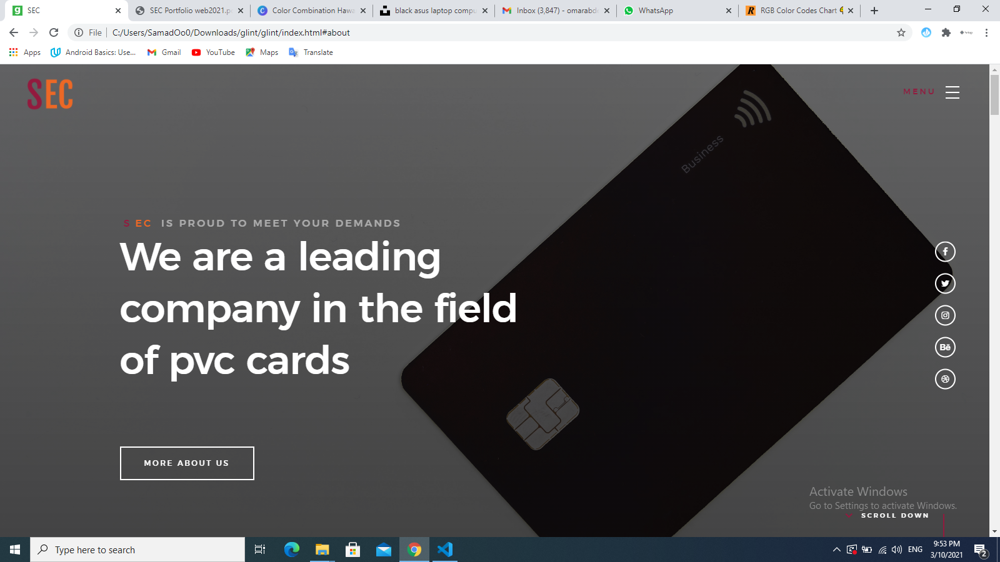 SEC
SEC Portfolio web2021.p
Color Combination Hawa
black asus laptop compu
Inbox (3,847) - omarabd
WhatsApp
RGB Color Codes Chart
File
C:/Users/SamadOo0/Downloads/glint/glint/index.html#about
Apps
Android Basics: Use...
Gmail
YouTube
Maps
Translate
SEC
MENU
Business
SEC IS PROUD TO MEET YOUR DEMANDS
We are a leading
company in the field
of pvc cards
MORE ABOUT US
Activate Windows
Go to Settings to activate Windows.
SCROLL DOWN
Type here to search
ENG
9:53 PM
3/10/2021
2